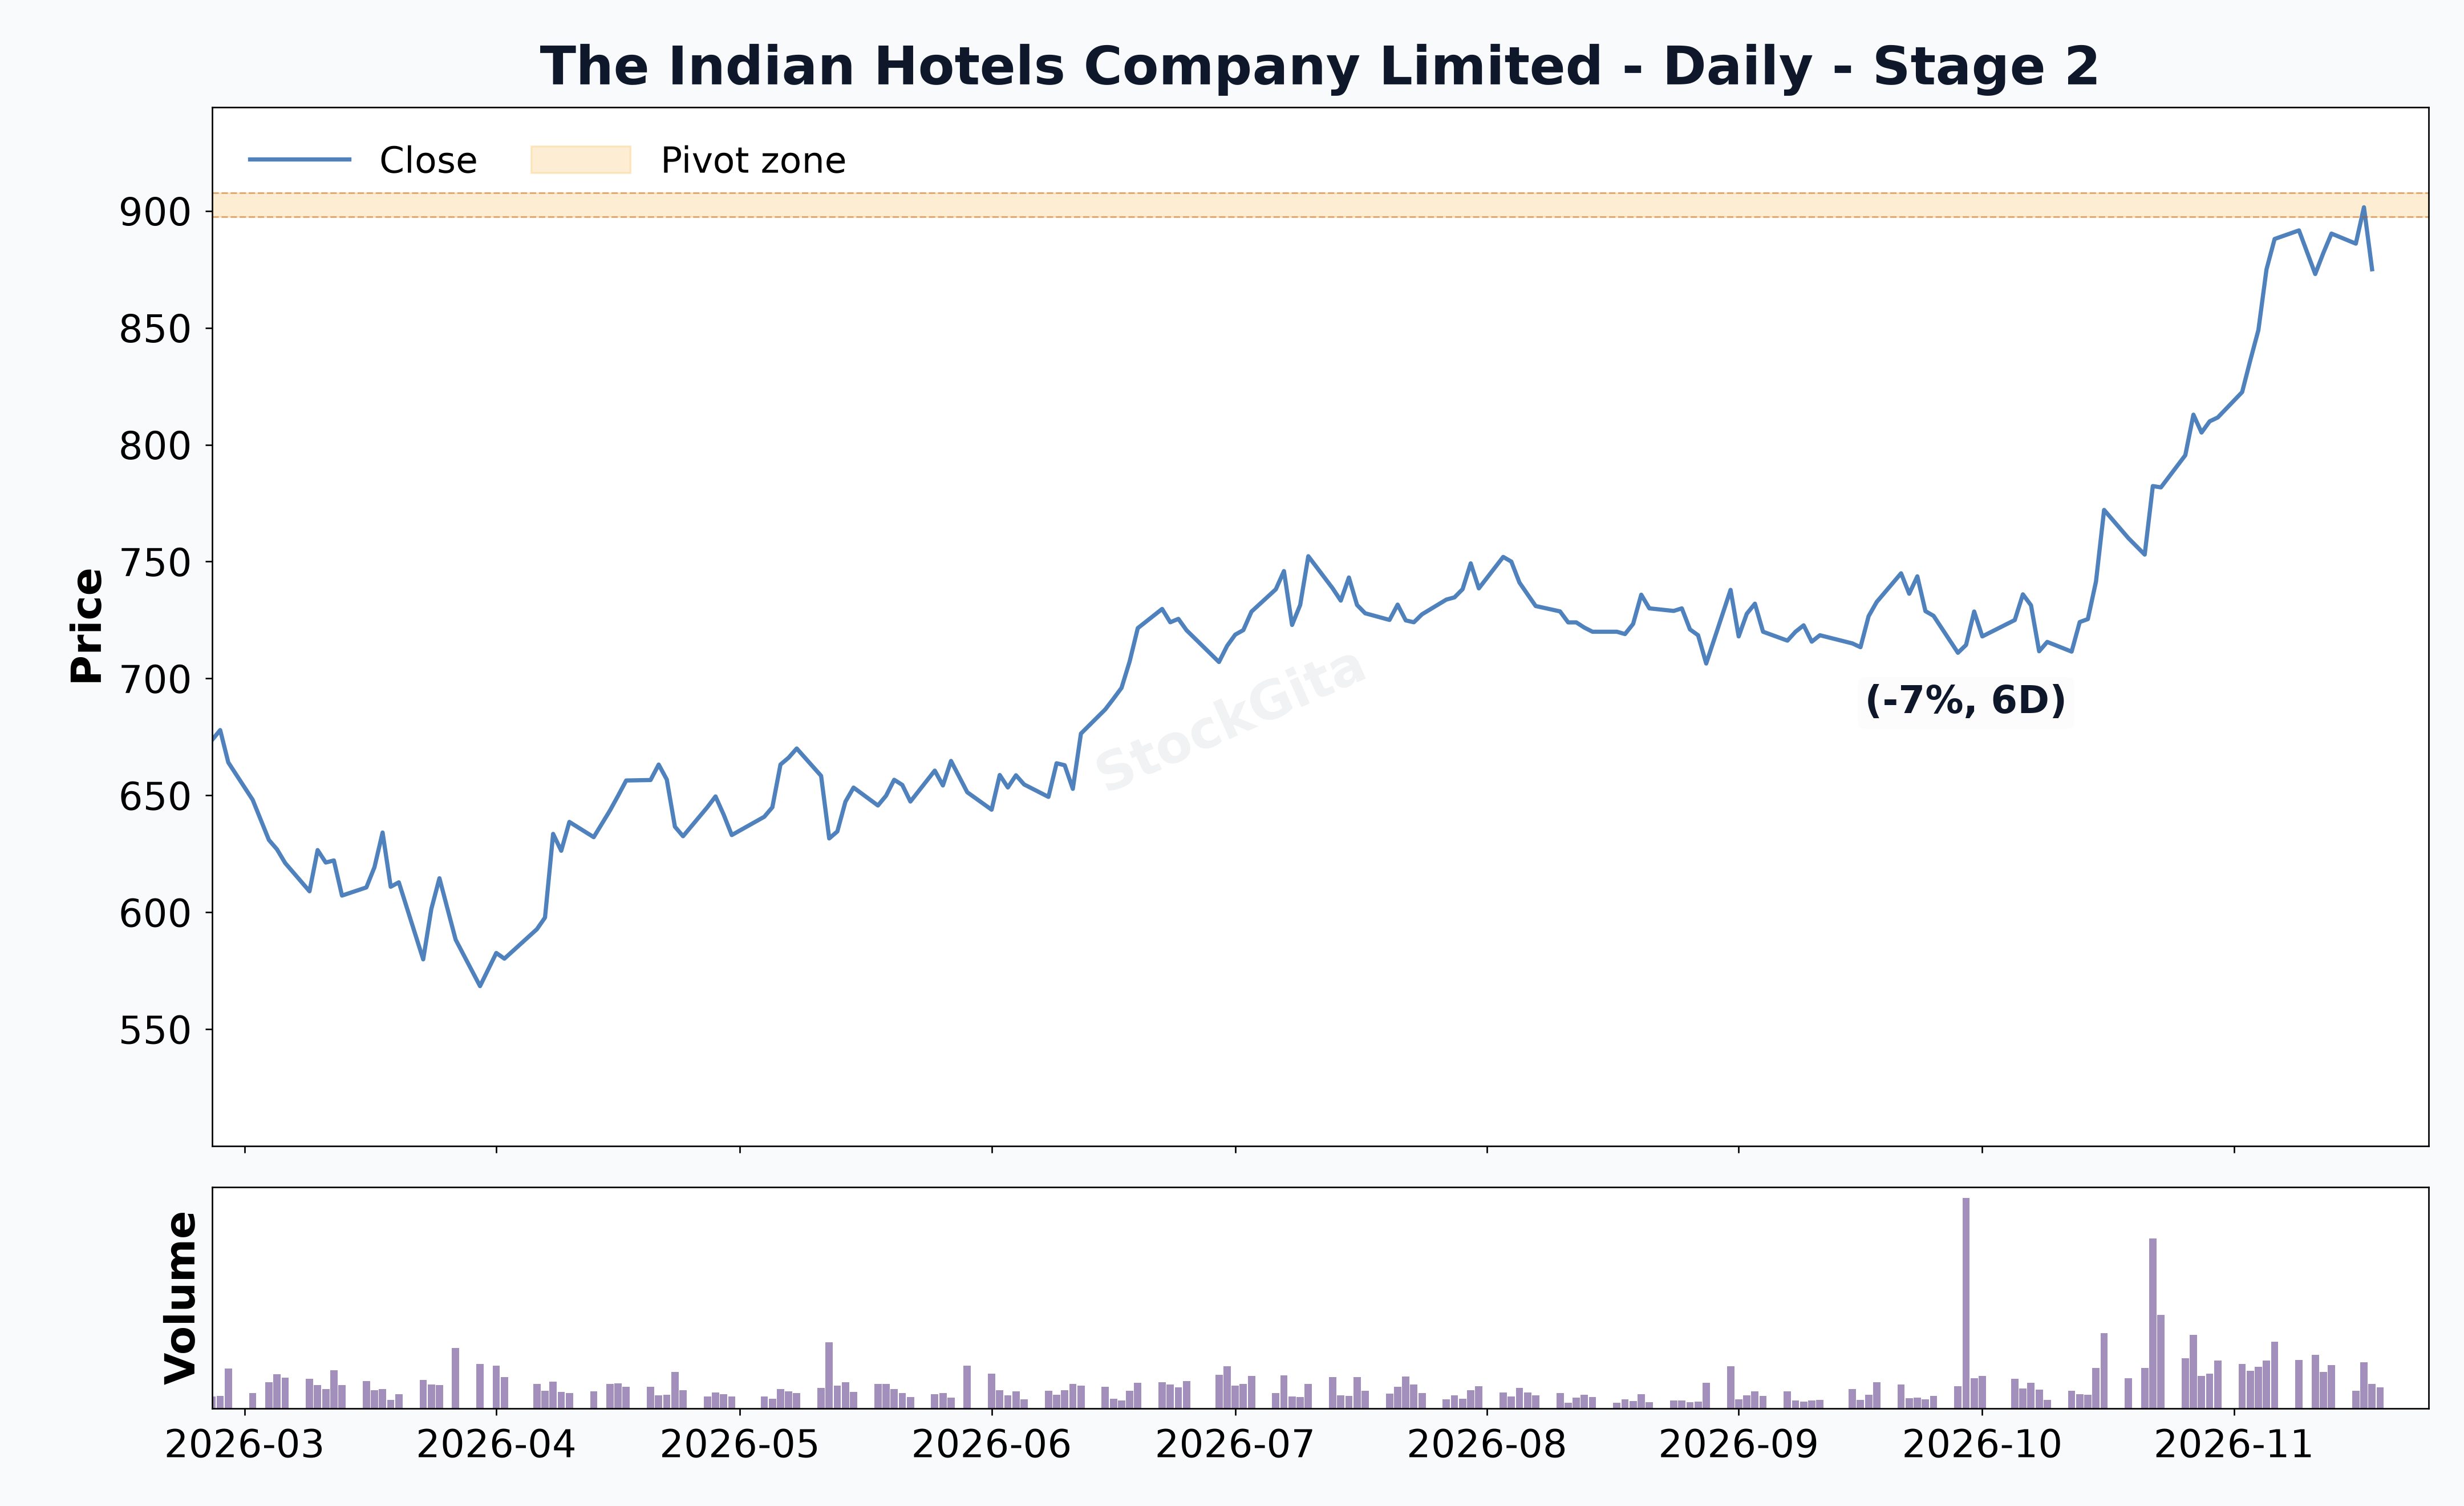 The Indian Hotels Company Limited - Daily - Stage 2
Close
Pivot zone
Price
900
850
800
750
700
650
600
550
StockGita
(-7%, 6D)
Volume
2026-03
2026-04
2026-05
2026-06
2026-07
2026-08
2026-09
2026-10
2026-11